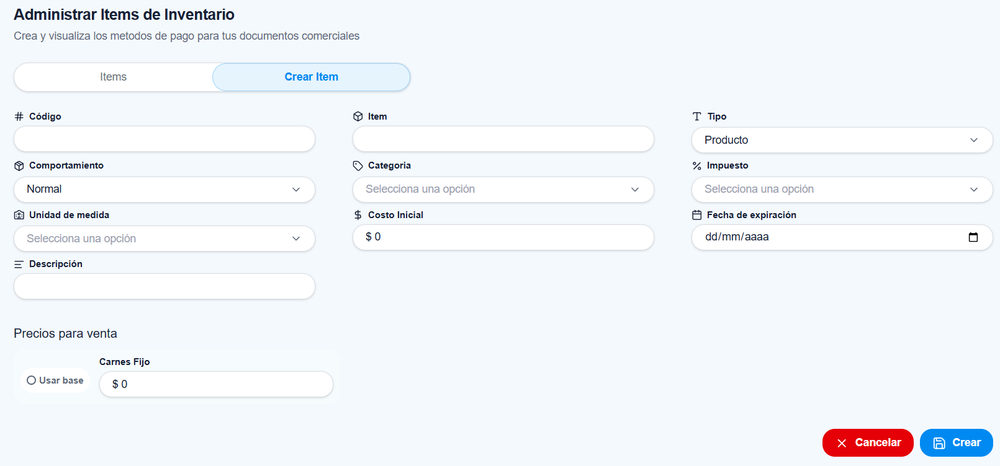 Administrar Items de Inventario
Crea y visualiza los metodos de pago para tus documentos comerciales
Items
Crear Item
Código
Item
Tipo
Producto
Comportamiento
Categoria
Impuesto
Normal
Selecciona una opción
Selecciona una opción
Unidad de medida
Costo Inicial
Fecha de expiración
Selecciona una opción
$ 0
dd/mm/aaaa
Descripción
Precios para venta
Carnes Fijo
Usar base
$ 0
Cancelar
Crear